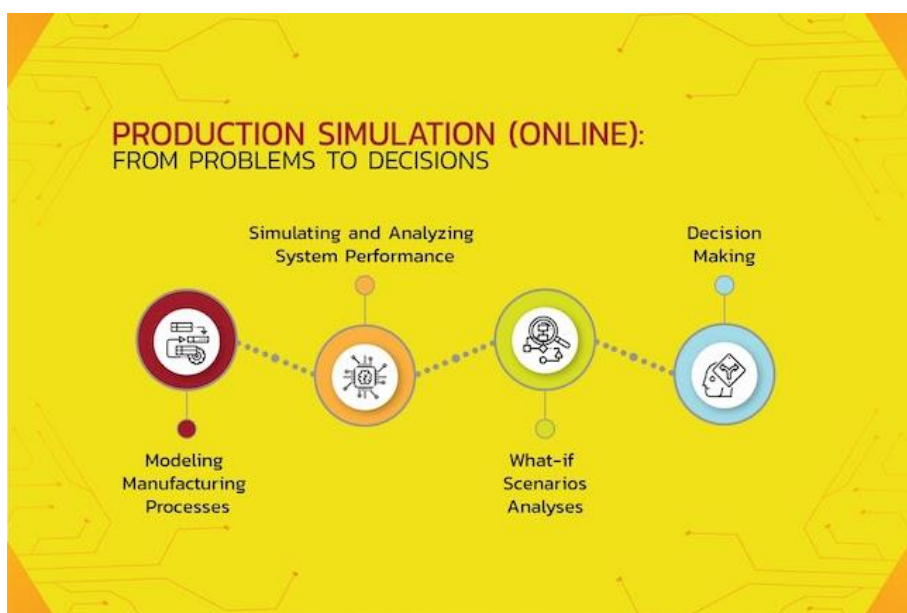 PRODUCTION SIMULATION (ONLINE):
FROM PROBLEMS TO DECISIONS
Modeling
Manufacturing
Processes
Simulating and Analyzing
System Performance
What-if
Scenarios
Analyses
Decision
Making